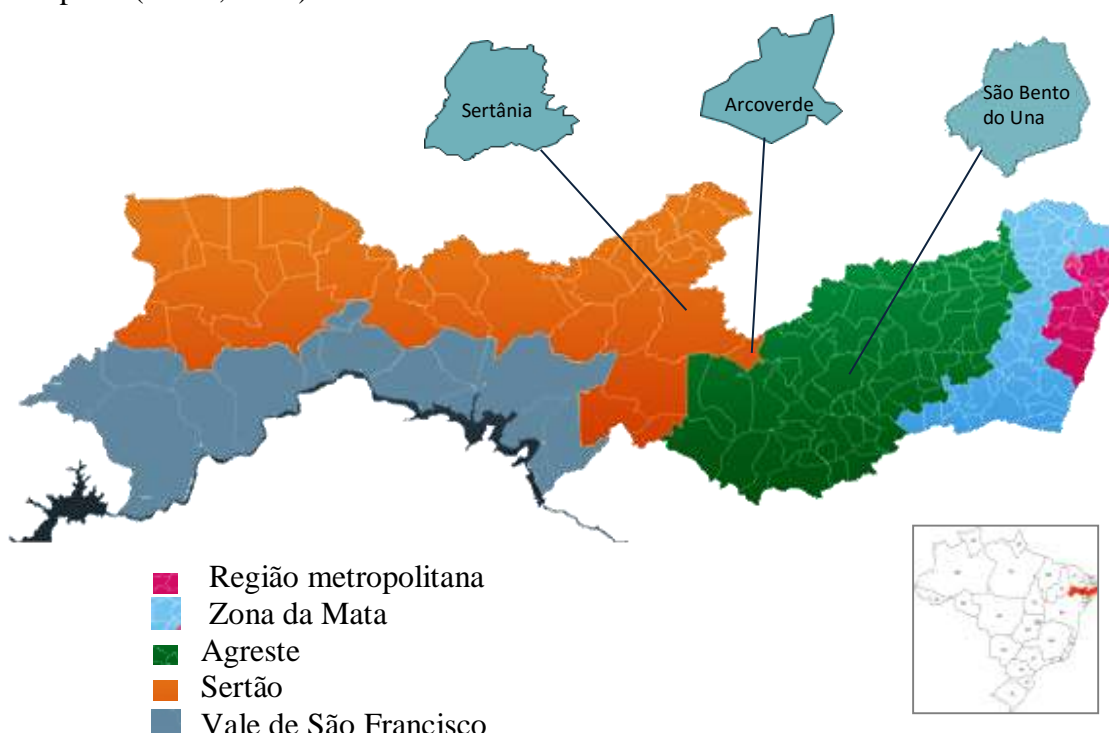 Sertânia
Arcoverde
São Bento
do Una
Região metropolitana
Zona da Mata
Agreste
Sertão
Vale de São Francisco